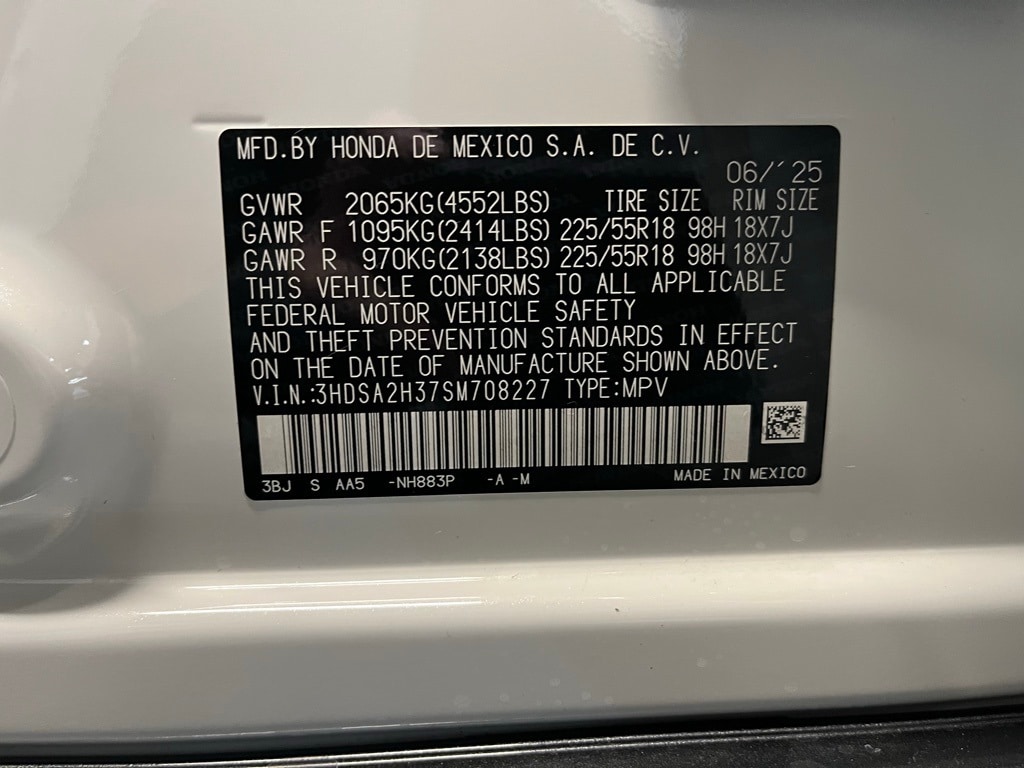 MFD.BY HONDA DE MEXICO S.A. DE C.V.
06/'25
GVWR 2065KG(4552LBS) TIRE SIZE RIM SIZE
GAWR F 1095KG(2414LBS) 225/55R18 98H 18X7J
GAWR R 970KG(2138LBS) 225/55R18 98H 18X7J
THIS VEHICLE CONFORMS TO ALL APPLICABLE
FEDERAL MOTOR VEHICLE SAFETY
AND THEFT PREVENTION STANDARDS IN EFFECT
ON THE DATE OF MANUFACTURE SHOWN ABOVE.
V.I.N.:3HDSA2H37SM708227 TYPE:MPV
3BJ S AA5 -NH883P -A -M MADE IN MEXICO